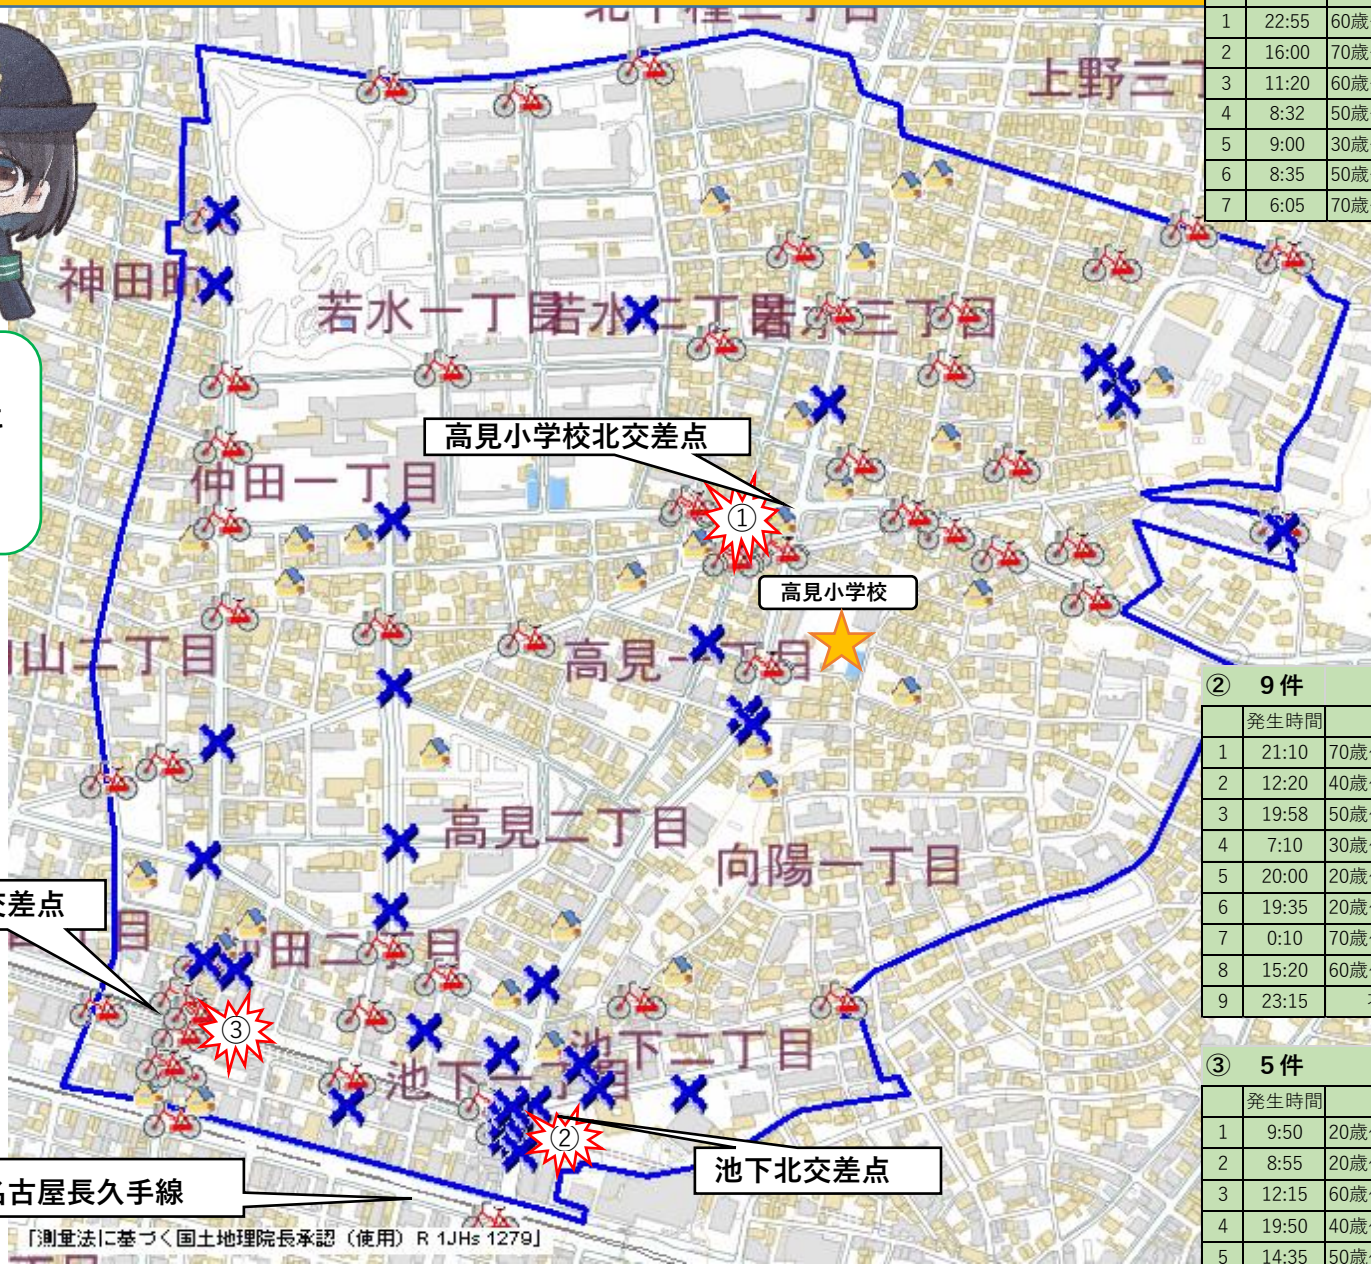 上野三
1 22:55 60歳
2 16:00 70歳
3 11:20 60歳
4 8:32 50歳
5 9:00 30歳
6 8:35 50歳
7 6:05 70歳
神田町
若水一丁目
若水二丁目
若水三丁目
高見小学校北交差点
仲田一丁目
①
高見小学校
山二丁目
高見一丁目
② 9件
発生時間
1 21:10 70歳
2 12:20 40歳
3 19:58 50歳
4 7:10 30歳
5 20:00 20歳
6 19:35 20歳
7 0:10 70歳
8 15:20 60歳
9 23:15
高見二丁目
向陽一丁目
差点
田二丁目
③
池下一丁目
池下二丁目
②
池下北交差点
古屋長久手線
③ 5件
発生時間
1 9:50 20歳
2 8:55 20歳
3 12:15 60歳
4 19:50 40歳
5 14:35 50歳
「測量法に基づく国土地理院長承認（使用）R 1JHs 1279」